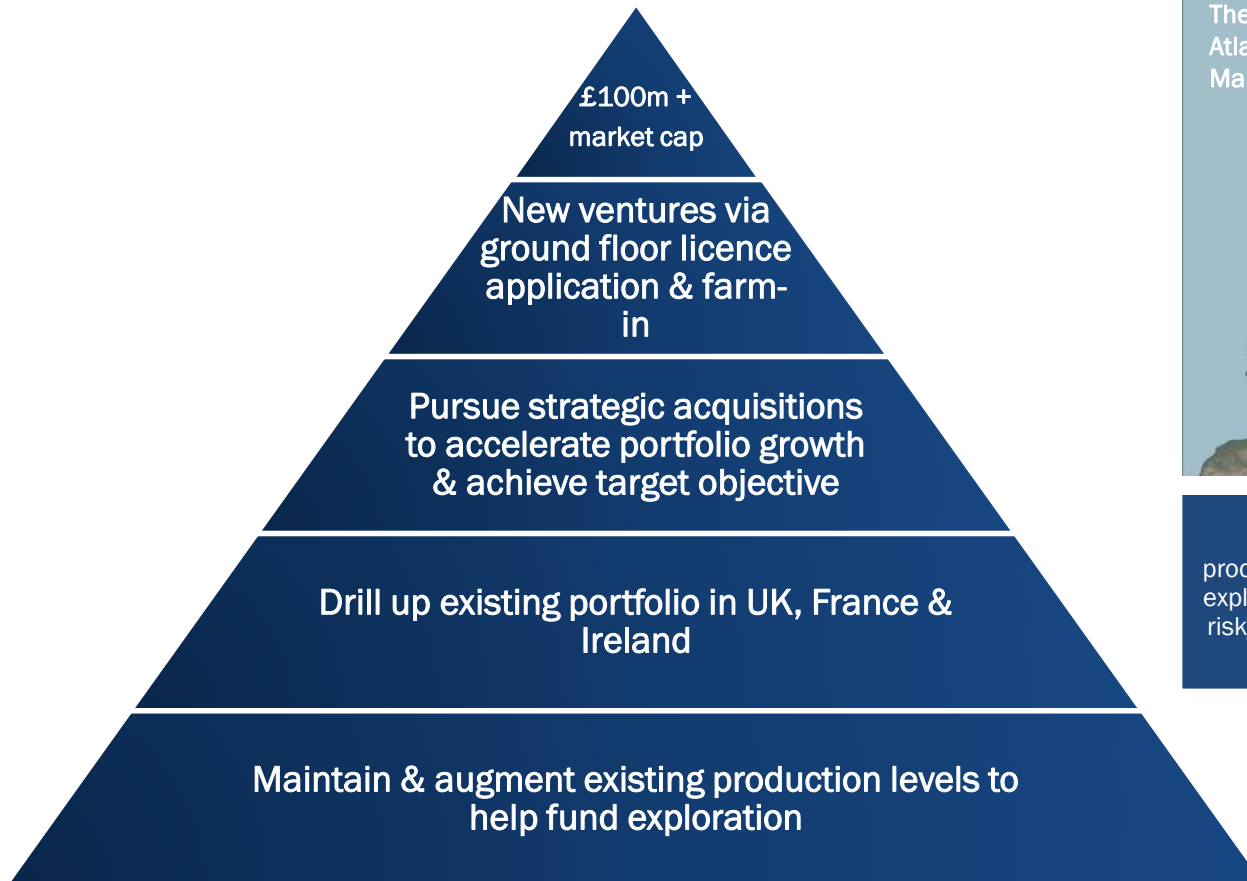 £100m +
market cap
New ventures via
ground floor licence
application & farm-
in
Pursue strategic acquisitions
to accelerate portfolio growth
& achieve target objective
Drill up existing portfolio in UK, France &
Ireland
Maintain & augment existing production levels to
help fund exploration
The